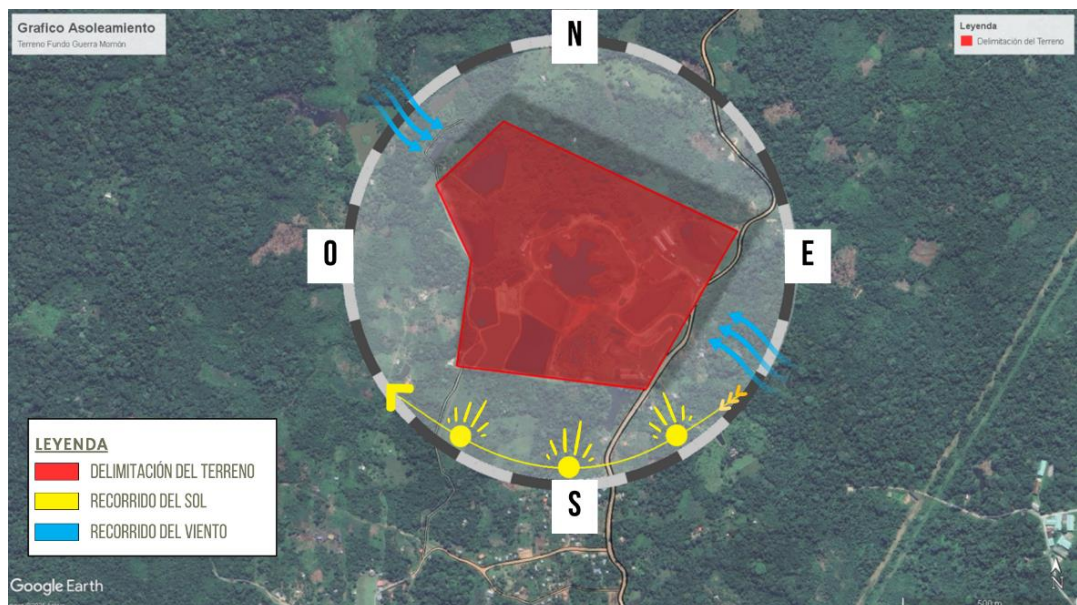 Grafico Asoleamiento
Terreno Fundo Guerra Momón
Leyenda
Delimitación del Terreno
N
O
E
S
LEYENDA
DELIMITACIÓN DEL TERRENO
RECORRIDO DEL SOL
RECORRIDO DEL VIENTO
Google Earth
N
500 m